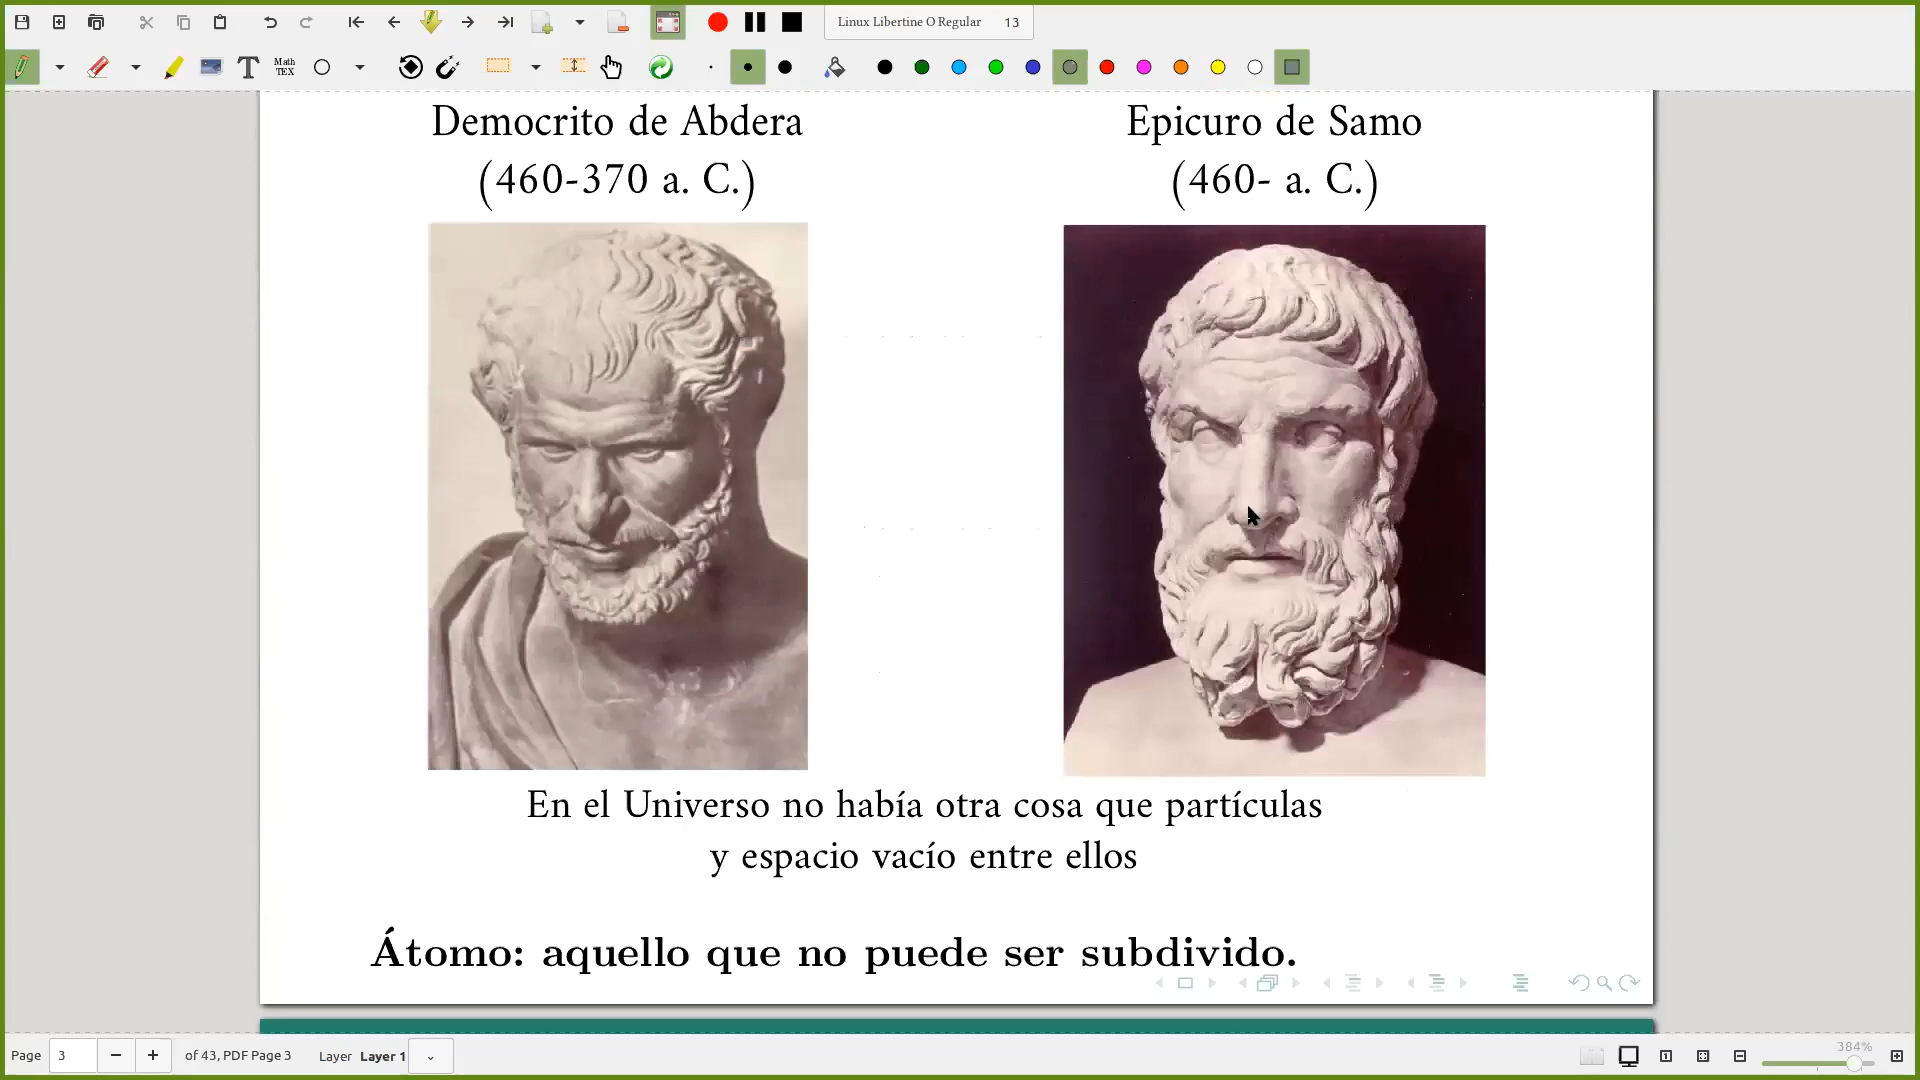 Linux Libertine O Regular 13
Math
TEX
Democrito de Abdera
(460-370 a. C.)
Epicuro de Samo
(460- a. C.)
En el Universo no había otra cosa que partículas
y espacio vacío entre ellos
Átomo: aquello que no puede ser subdivido.
Page 3 of 43, PDF Page 3 Layer Layer 1
384%